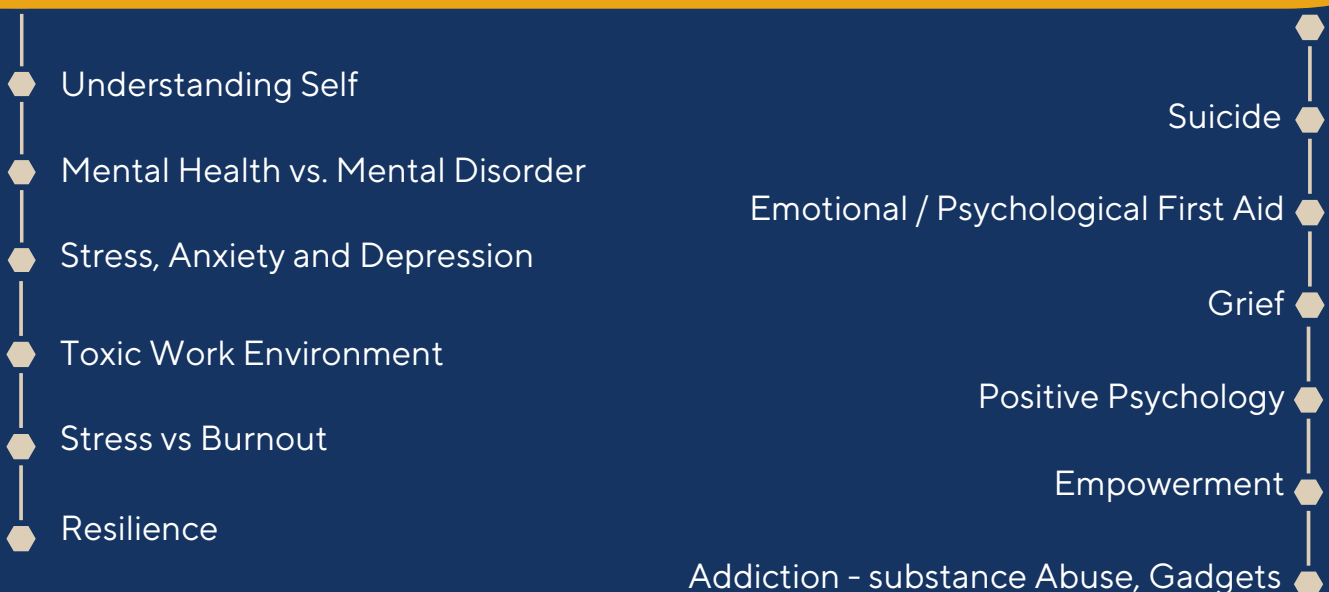 Understanding Self
Mental Health vs. Mental Disorder
Stress, Anxiety and Depression
Toxic Work Environment
Stress vs Burnout
Resilience
Suicide
Emotional / Psychological First Aid
Grief
Positive Psychology
Empowerment
Addiction - substance Abuse, Gadgets